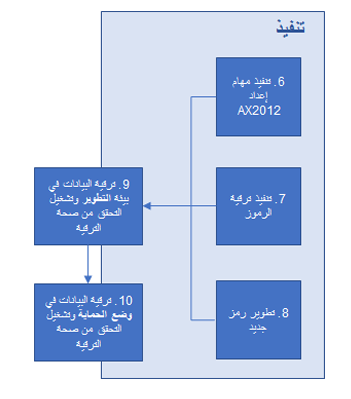 تنفيذ
6. تنفيذ مهام
إعداد
AX2012
7. تنفيذ ترقية
الرموز
8. تطوير رمز
جديد
9. ترقية البيانات في
بيئة التطوير وتشغيل
التحقق من صحة
الترقية
10. ترقية البيانات في
وضع الحماية وتشغيل
التحقق من صحة
الترقية